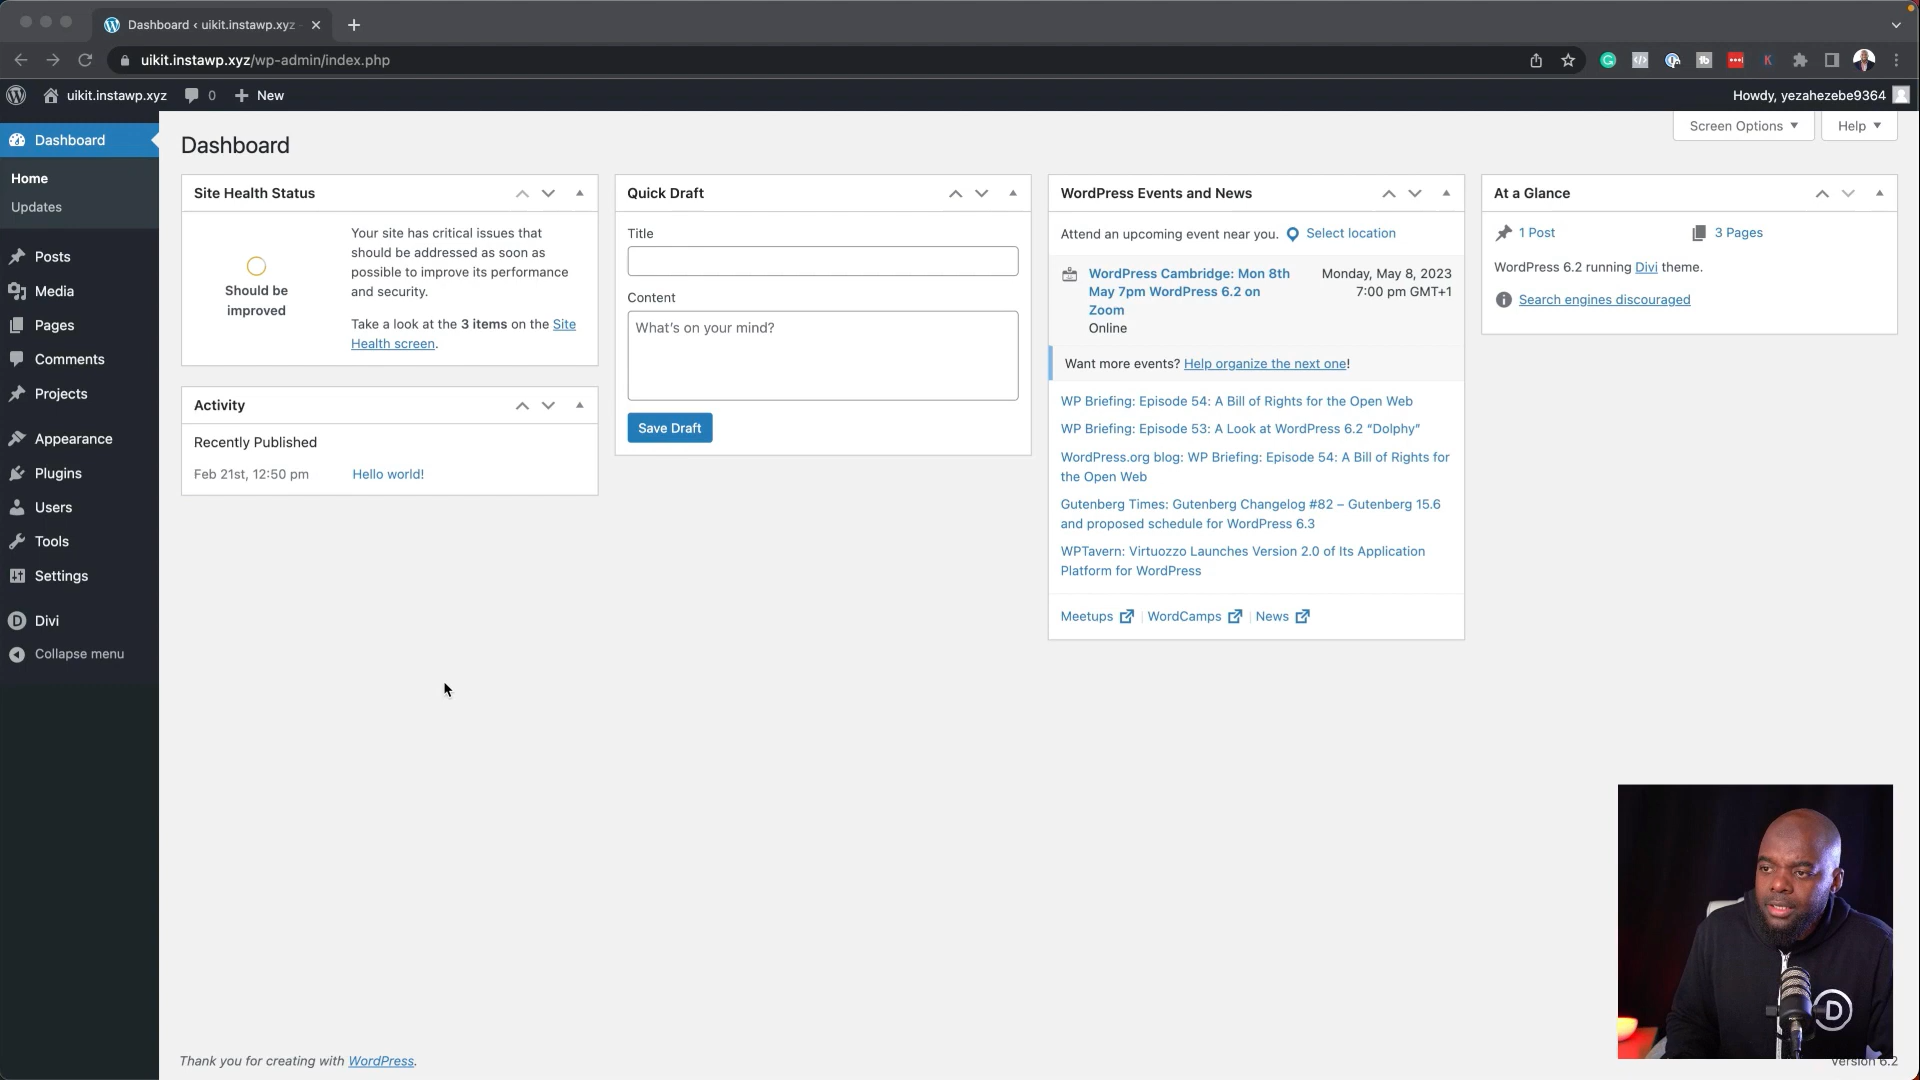 Dashboard ‹ uikit.instawp.xyz
uikit.instawp.xyz/wp-admin/index.php
uikit.instawp.xyz
0
New
Howdy, yezahezebe9364
Dashboard
Home
Updates
Posts
Media
Pages
Comments
Projects
Appearance
Plugins
Users
Tools
Settings
Divi
Collapse menu
Screen Options
Help
Dashboard
Site Health Status
Should be
improved
Your site has critical issues that
should be addressed as soon as
possible to improve its performance
and security.
Take a look at the 3 items on the Site
Health screen.
Activity
Recently Published
Feb 21st, 12:50 pm
Hello world!
Quick Draft
Title
Content
What's on your mind?
Save Draft
WordPress Events and News
Attend an upcoming event near you.
Select location
WordPress Cambridge: Mon 8th
May 7pm WordPress 6.2 on
Zoom
Online
Monday, May 8, 2023
7:00 pm GMT+1
Want more events? Help organize the next one!
WP Briefing: Episode 54: A Bill of Rights for the Open Web
WP Briefing: Episode 53: A Look at WordPress 6.2 “Dolphy”
WordPress.org blog: WP Briefing: Episode 54: A Bill of Rights for
the Open Web
Gutenberg Times: Gutenberg Changelog #82 – Gutenberg 15.6
and proposed schedule for WordPress 6.3
WPTavern: Virtuozzo Launches Version 2.0 of Its Application
Platform for WordPress
Meetups
WordCamps
News
At a Glance
1 Post
3 Pages
WordPress 6.2 running Divi theme.
Search engines discouraged
D
Thank you for creating with WordPress.
Version 6.2